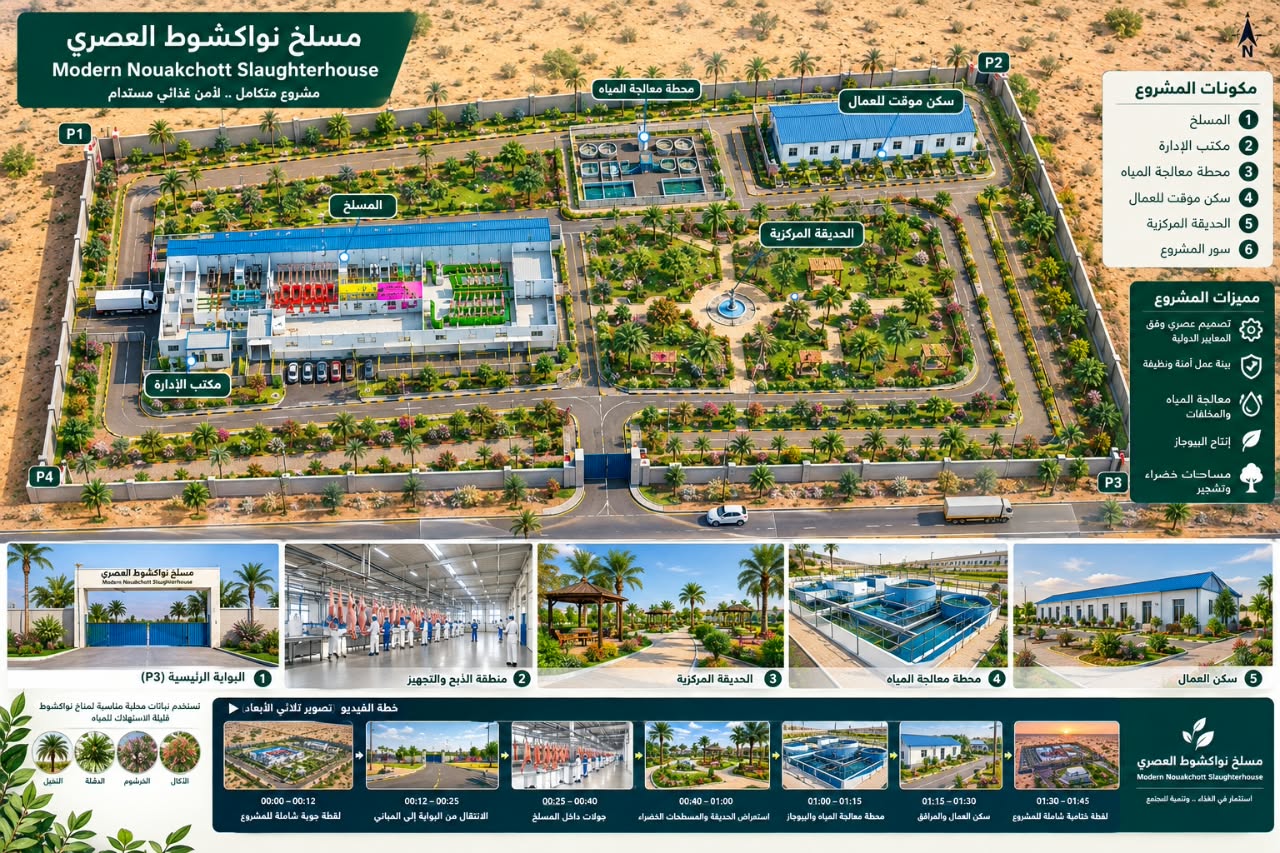 مسلخ نواكشوط العصري
Modern Nouakchott Slaughterhouse
مشروع متكامل .. لأمن غذائي مستدام
N
P1
P2
P3
P4
محطة معالجة المياه
سكن موقت للعمال
المسلخ
الحديقة المركزية
مكتب الإدارة
مكونات المشروع
1 المسلخ
2 مكتب الإدارة
3 محطة معالجة المياه
4 سكن موقت للعمال
5 الحديقة المركزية
6 سور المشروع
مميزات المشروع
تصميم عصري وفق
المعايير الدولية
بيئة عمل آمنة ونظيفة
معالجة المياه
والمخلفات
إنتاج البيوجاز
مساحات خضراء
وتشجير
مسلخ نواكشوط العصري
Modern Nouakchott Slaughterhouse
1 البوابة الرئيسية (P3)
2 منطقة الذبح والتجهيز
3 الحديقة المركزية
4 محطة معالجة المياه
5 سكن العمال
تستخدم نباتات محلية مناسبة لمناخ نواكشوط
قليلة الاستهلاك للمياه
النخيل
الدفلة
الخرشوم
الأكال
خطة الفيديو (تصوير ثلاثي الأبعاد)
00:00 – 00:12
لقطة جوية شاملة للمشروع
00:12 – 00:25
الانتقال من البوابة إلى المباني
00:25 – 00:40
جولات داخل المسلخ
00:40 – 01:00
استعراض الحديقة والمسطحات الخضراء
01:00 – 01:15
محطة معالجة المياه والبيوجاز
01:15 – 01:30
سكن العمال والمرافق
01:30 – 01:45
لقطة ختامية شاملة للمشروع
مسلخ نواكشوط العصري
Modern Nouakchott Slaughterhouse
استثمار في الغذاء .. وتنمية للمجتمع